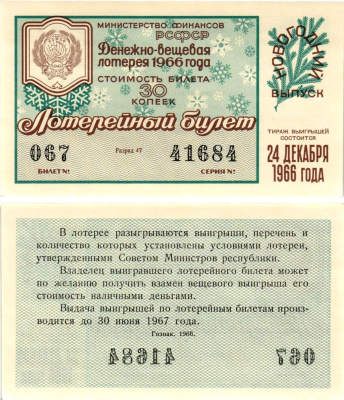 МИНИСТЕРСТВО ФИНАНСОВ
РСФСР
Денежно-вещевая
лотерея 1966 года
СТОИМОСТЬ БИЛЕТА
30
КОПЕЕК
НОВОГОДНИЙ
ВЫПУСК
Лотерейный билет
067 Разряд 47 41684
БИЛЕТ № СЕРИЯ №
ТИРАЖ ВЫИГРЫШЕЙ
СОСТОИТСЯ
24 ДЕКАБРЯ
1966 ГОДА
В лотерее разыгрываются выигрыши, перечень и
количество которых установлены условиями лотереи,
утвержденными Советом Министров республики.
Владелец выигравшего лотерейного билета может
по желанию получить взамен вещевого выигрыша его
стоимость наличными деньгами.
Выдача выигрышей по лотерейным билетам произ-
водится до 30 июня 1967 года.
Гознак. 1966.
41684 067